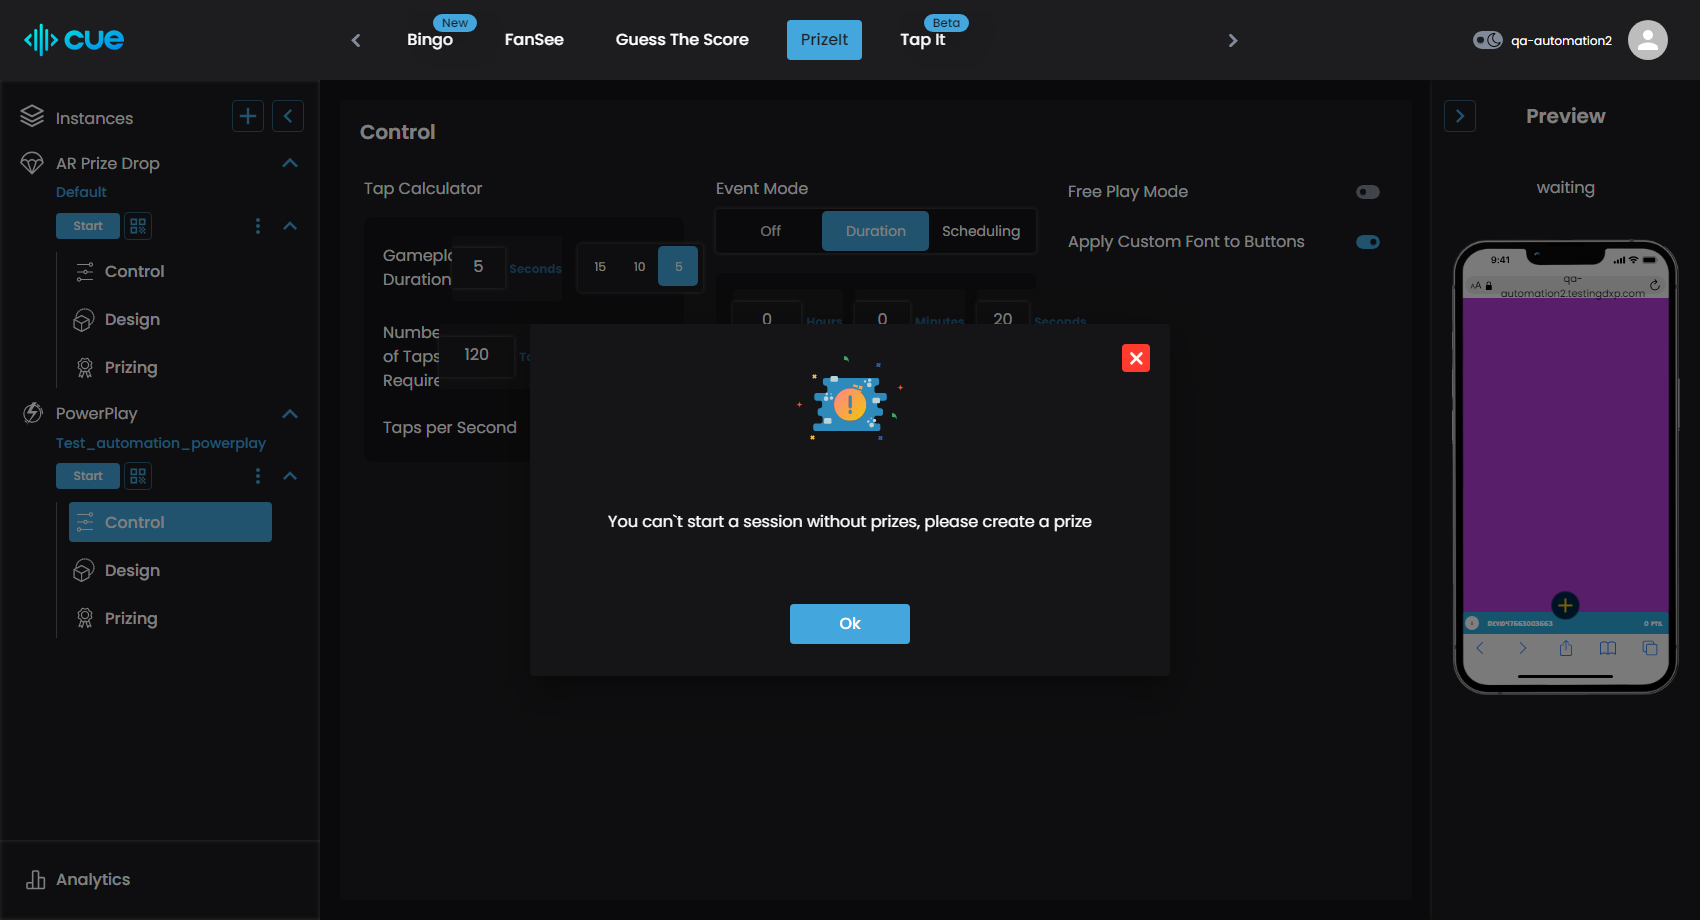 cue
Bingo
New
FanSee
Guess The Score
PrizeIt
Tap It
Beta
qa-automation2
Instances
AR Prize Drop
Default
Start
Control
Design
Prizing
PowerPlay
Test_automation_powerplay
Start
Control
Design
Prizing
Analytics
Control
Tap Calculator
Gameplo
Duration
5
Seconds
15
10
5
Numbe
of Taps
Require
120
Taps per Second
Event Mode
Off
Duration
Scheduling
0
Hours
0
Minutes
20
Seconds
Free Play Mode
Apply Custom Font to Buttons
You can`t start a session without prizes, please create a prize
Ok
Preview
waiting
9:41
AA
qa-
automation2.testingdxp.com
0 PTS.